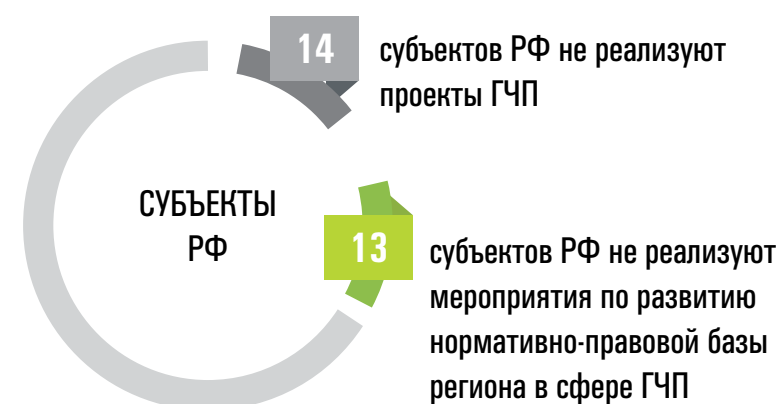 14
субъектов РФ не реализуют
проекты ГЧП
СУБЪЕКТЫ
РФ
13
субъектов РФ не реализуют
мероприятия по развитию
нормативно-правовой базы
региона в сфере ГЧП